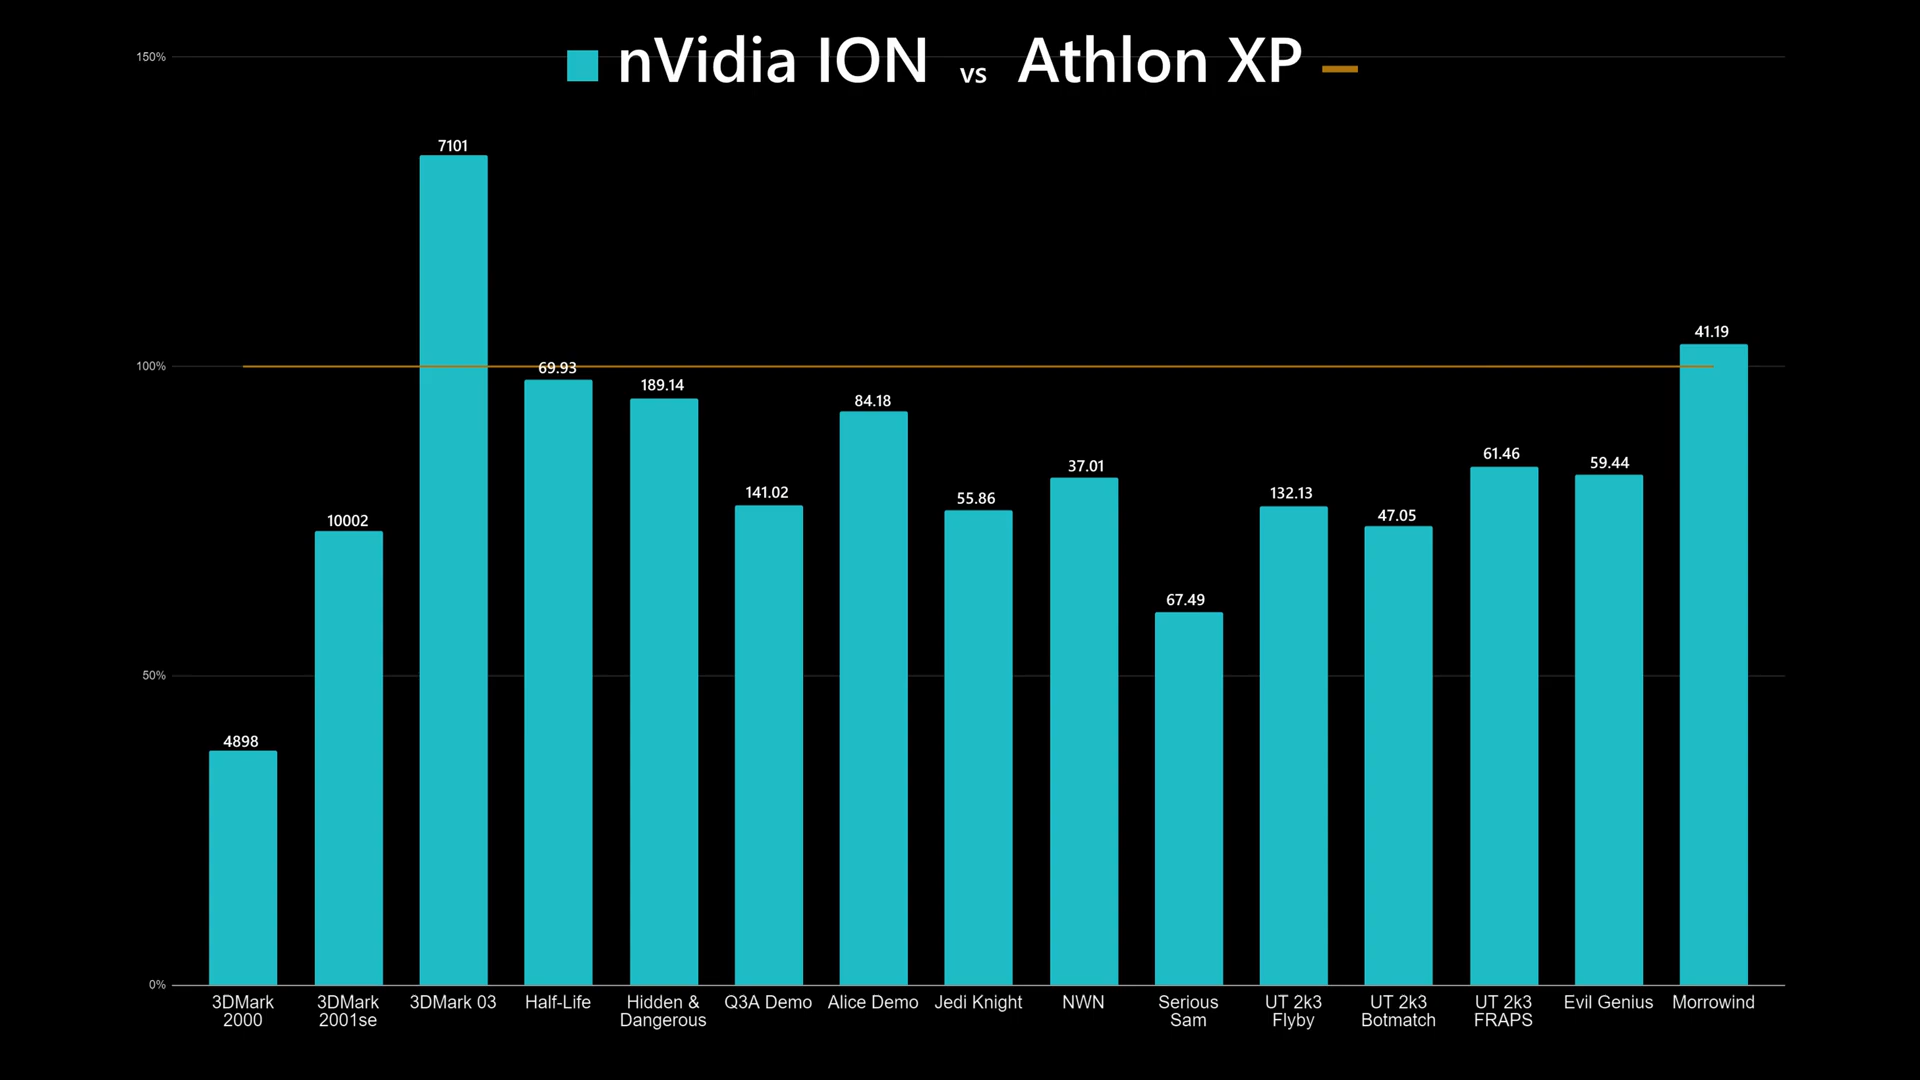 nVidia ION vs Athlon XP
150%
100%
50%
0%
4898
10002
7101
69.93
189.14
141.02
84.18
55.86
37.01
67.49
132.13
47.05
61.46
59.44
41.19
3DMark
2000
3DMark
2001se
3DMark 03
Half-Life
Hidden &
Dangerous
Q3A Demo
Alice Demo
Jedi Knight
NWN
Serious
Sam
UT 2k3
Flyby
UT 2k3
Botmatch
UT 2k3
FRAPS
Evil Genius
Morrowind